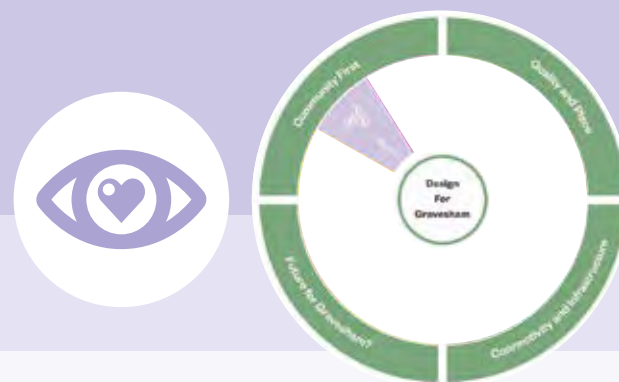 Community First
Quality and Place
Design
For
Gravesham
Future for Gravesham?
Connectivity and Infrastructure